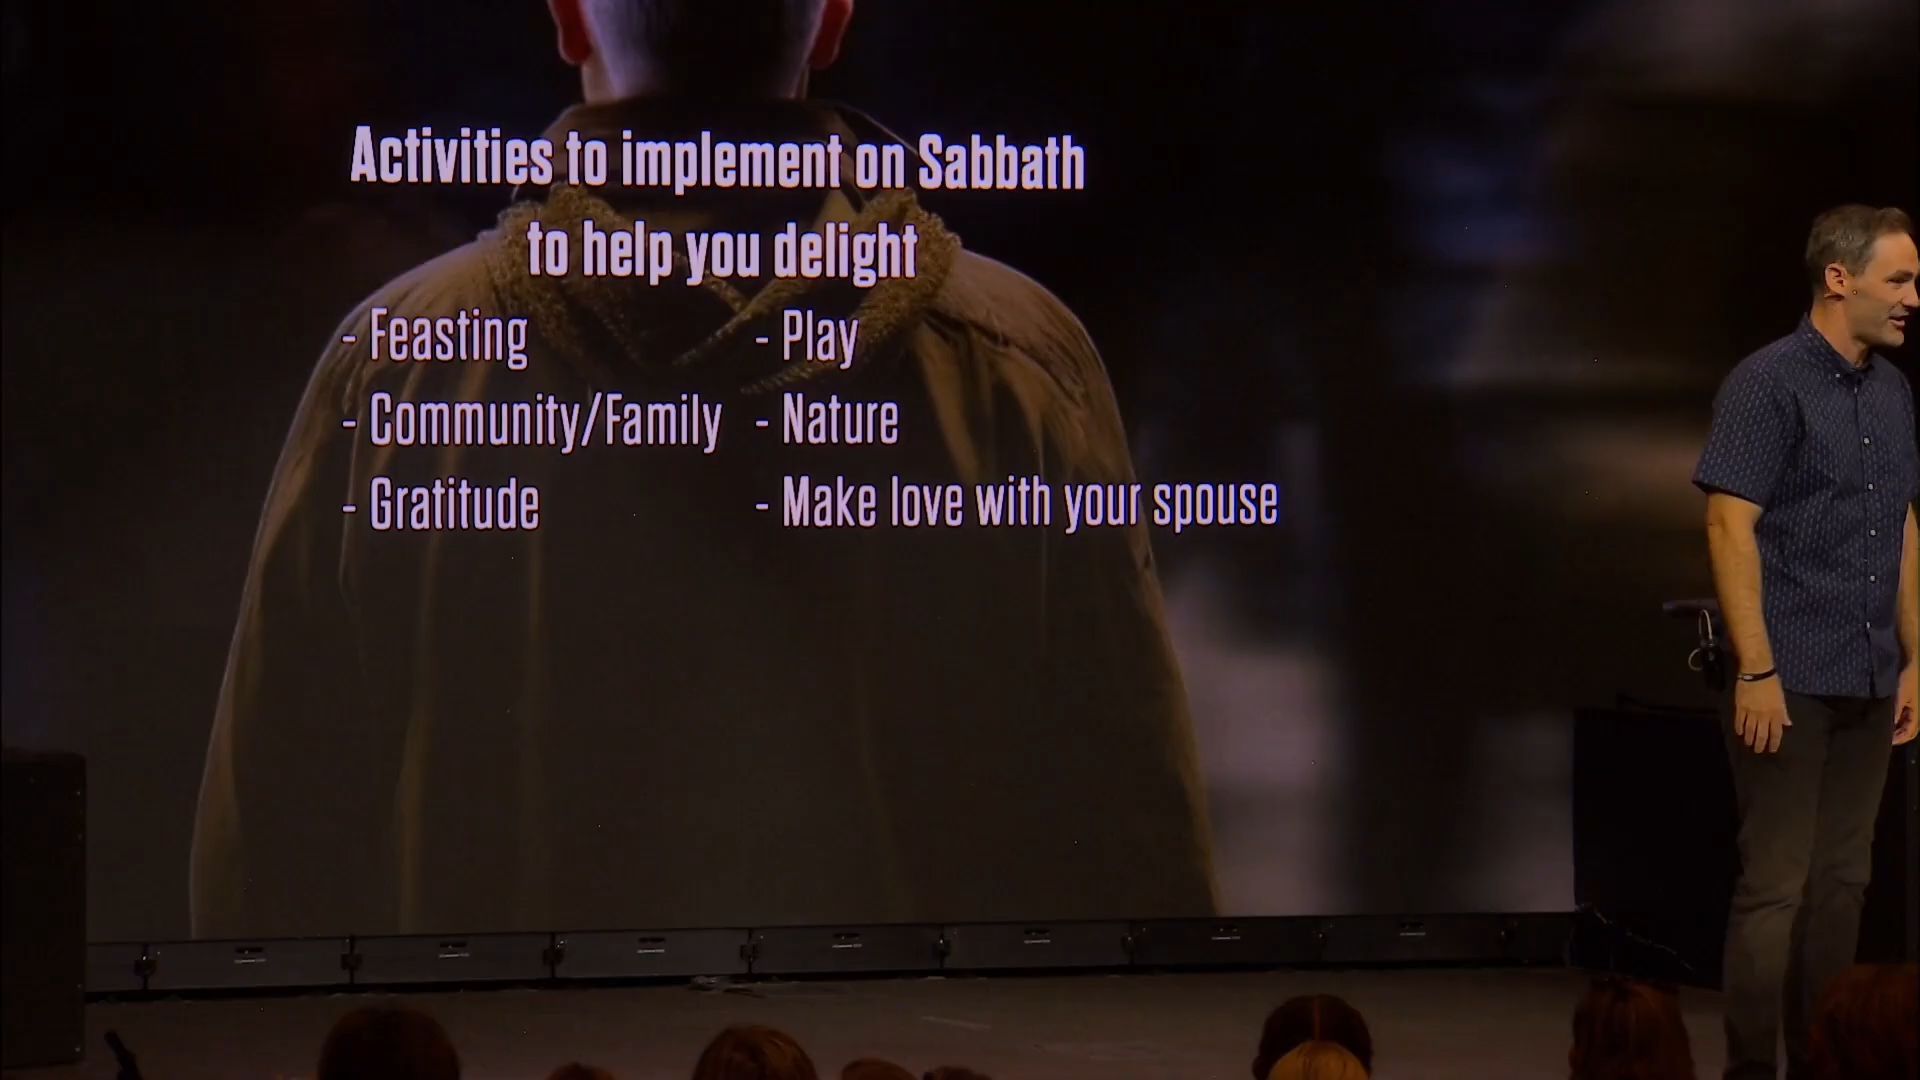 Activities to implement on Sabbath
to help you delight
- Feasting
- Community/Family
- Gratitude
- Play
- Nature
- Make love with your spouse